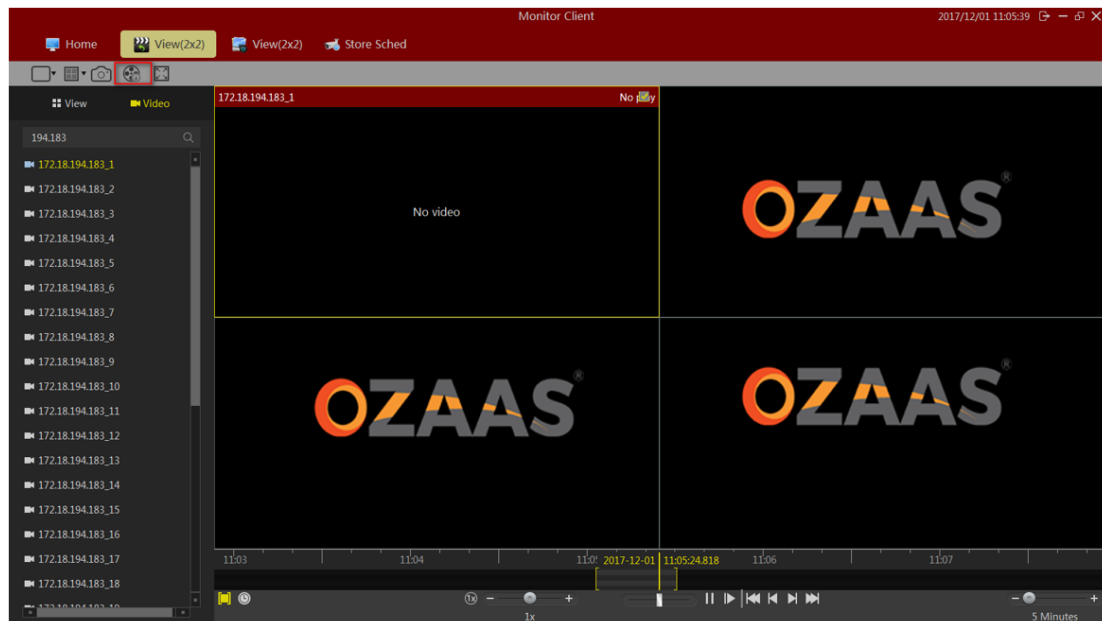 Monitor Client
2017/12/01 11:05:39
Home
View(2x2)
View(2x2)
Store Sched
View
Video
194.183
172.18.194.183_1
172.18.194.183_2
172.18.194.183_3
172.18.194.183_4
172.18.194.183_5
172.18.194.183_6
172.18.194.183_7
172.18.194.183_8
172.18.194.183_9
172.18.194.183_10
172.18.194.183_11
172.18.194.183_12
172.18.194.183_13
172.18.194.183_14
172.18.194.183_15
172.18.194.183_16
172.18.194.183_17
172.18.194.183_18
172.18.194.183_1
No video
OZAAS®
OZAAS®
OZAAS®
11:03
11:04
2017-12-01 11:05:24.818
11:06
11:07
1x
1x
5 Minutes